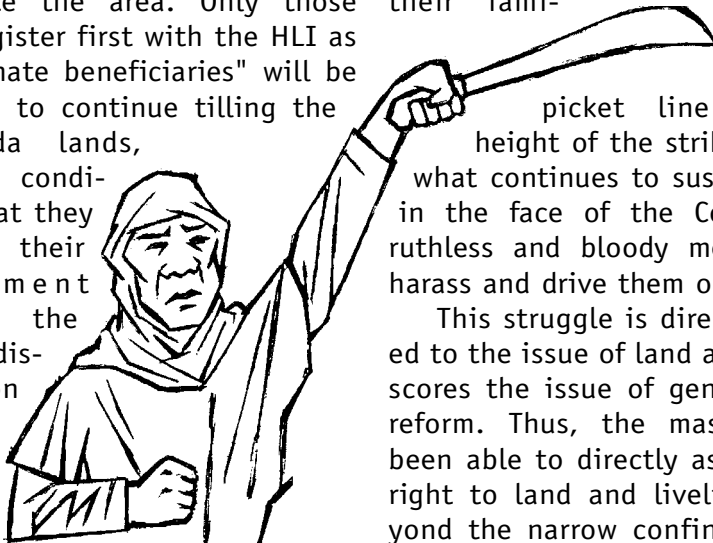 the area. Only those
gister first with the HLI as
nate beneficiaries" will be
to continue tilling the
da lands,
condi-
at they
their
ment
the
dis-
on
their fami-
picket line
height of the stri
what continues to sus
in the face of the Co
ruthless and bloody m
harass and drive them o
This struggle is dire
ed to the issue of land a
scores the issue of gen
reform. Thus, the mas
been able to directly as
right to land and livel
yond the narrow confin